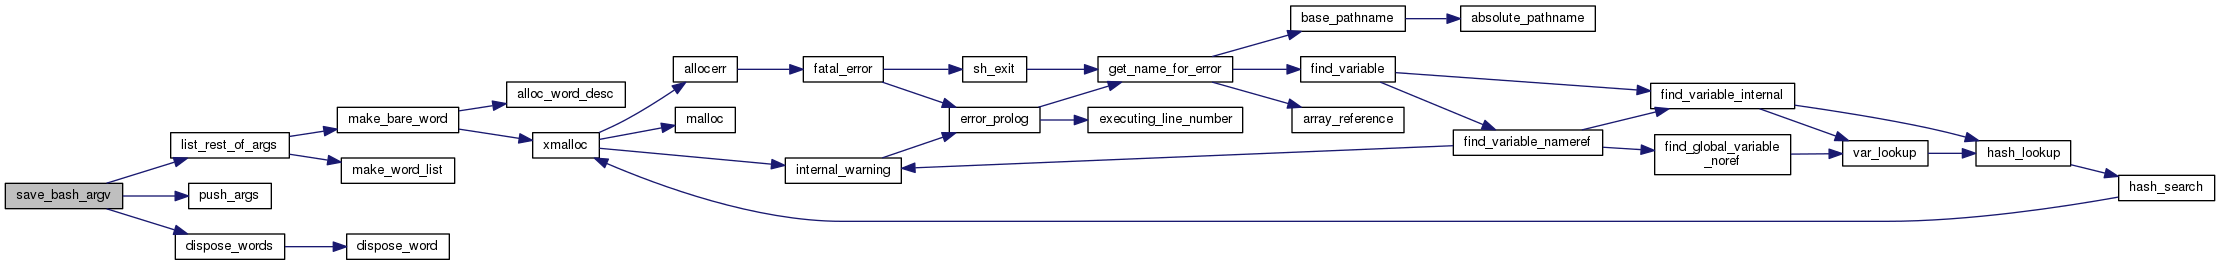 save_bash_argv
list_rest_of_args
push_args
dispose_words
make_bare_word
make_word_list
dispose_word
alloc_word_desc
xmalloc
allocerr
malloc
internal_warning
fatal_error
sh_exit
error_prolog
get_name_for_error
executing_line_number
base_pathname
find_variable
array_reference
absolute_pathname
find_variable_nameref
find_variable_internal
find_global_variable
_noref
var_lookup
hash_lookup
hash_search